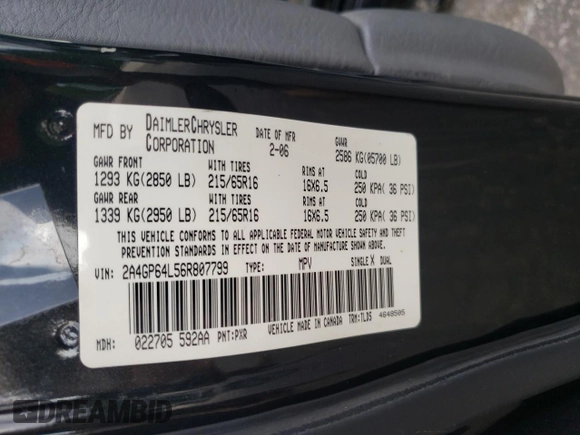 MFD BY DAIMLERCHRYSLER CORPORATION
DATE OF MFR 2-06
GVWR 2586 KG(05700 LB)
GAWR FRONT WITH TIRES RIMS AT COLD
1293 KG(2850 LB) 215/65R16 16X6.5 250 KPA( 36 PSI)
GAWR REAR WITH TIRES RIMS AT COLD
1339 KG(2950 LB) 215/65R16 16X6.5 250 KPA( 36 PSI)
THIS VEHICLE CONFORMS TO ALL APPLICABLE FEDERAL MOTOR VEHICLE SAFETY, BUMPER AND THEFT
PREVENTION STANDARDS IN EFFECT ON THE DATE OF MANUFACTURE SHOWN ABOVE.
VIN: 2A4GP64L56R807799 TYPE: MPV SINGLE X DUAL
MDH: 022705 592AA PNT:PXR VEHICLE MADE IN CANADA TRM:TLD5 4648505
DREAMBID